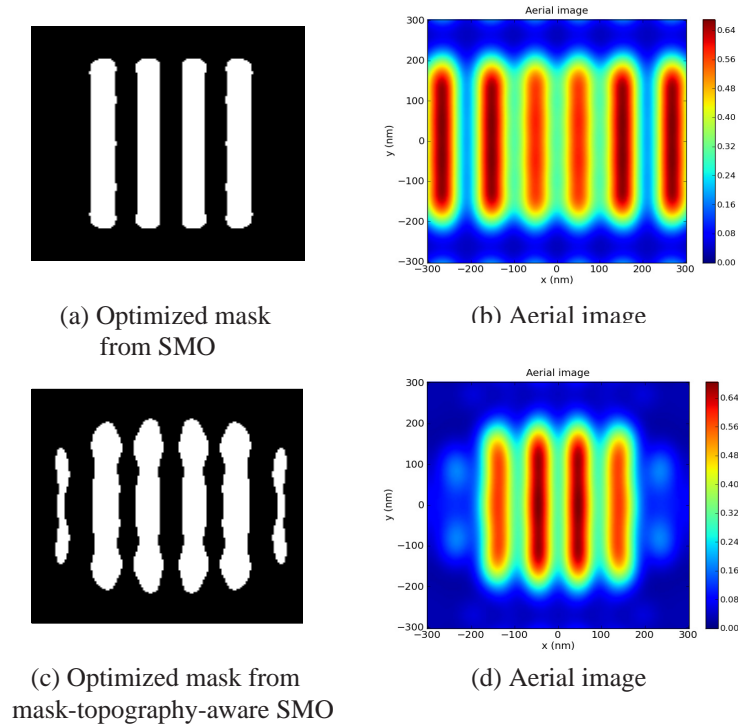 Aerial image
300
200
100
0
−100
−200
−300
−300 −200 −100 0 100 200 300
y (nm)
x (nm)
0.64
0.56
0.48
0.40
0.32
0.24
0.16
0.08
0.00
(a) Optimized mask
from SMO
(b) Aerial image
Aerial image
300
200
100
0
−100
−200
−300
−300 −200 −100 0 100 200 300
y (nm)
x (nm)
0.64
0.56
0.48
0.40
0.32
0.24
0.16
0.08
0.00
(c) Optimized mask from
mask-topography-aware SMO
(d) Aerial image